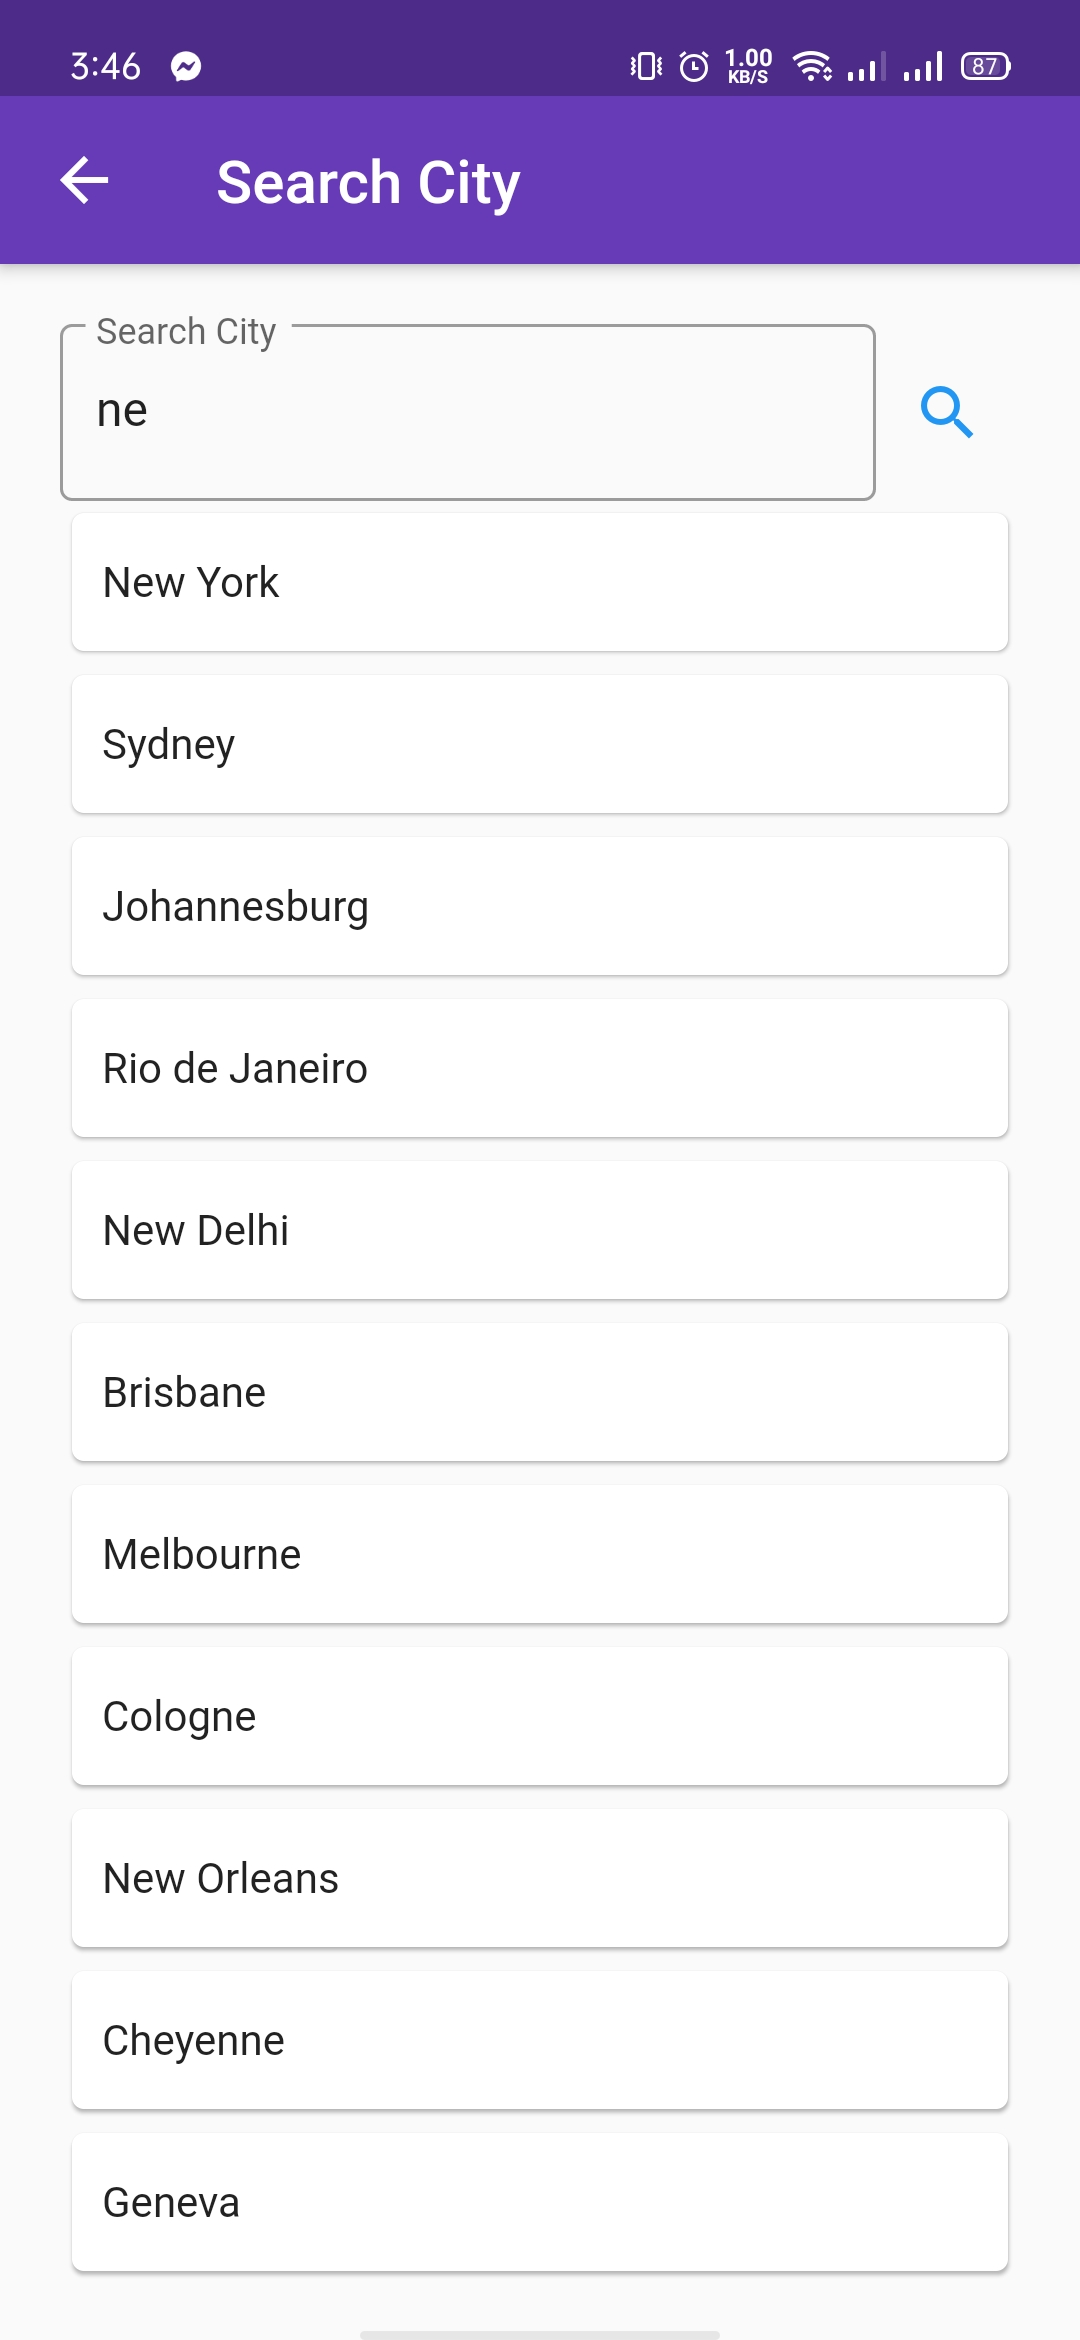 3:46
1.00
KB/S
87
Search City
Search City
ne
New York
Sydney
Johannesburg
Rio de Janeiro
New Delhi
Brisbane
Melbourne
Cologne
New Orleans
Cheyenne
Geneva